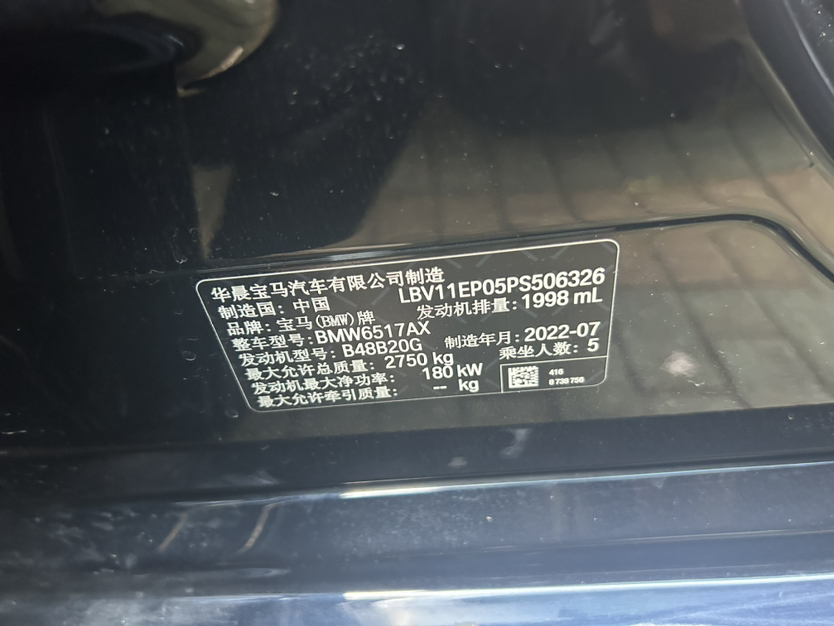 华晨宝马汽车有限公司制造
制造国: 中国 LBV11EP05PS506326
品牌: 宝马(BMW)牌 发动机排量: 1998 mL
整车型号: BMW6517AX
发动机型号: B48B20G 制造年月: 2022-07
最大允许总质量: 2750 kg 乘坐人数: 5
发动机最大净功率: 180 kW
最大允许牵引质量: -- kg
416
8 738 756